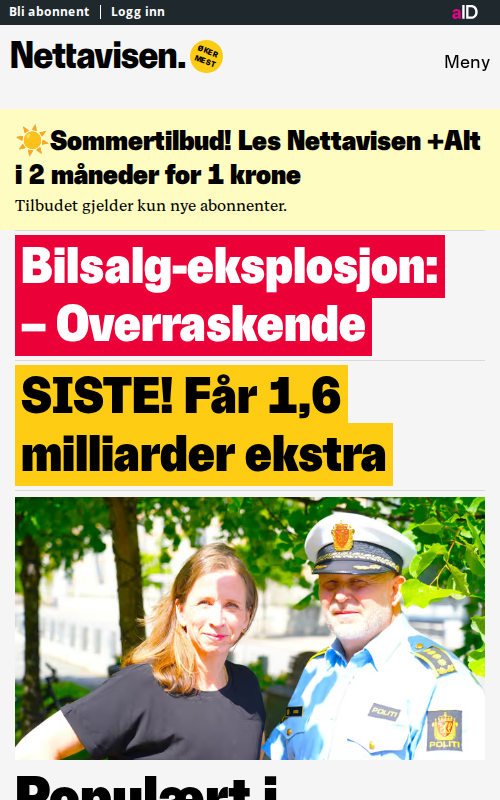 Bli abonnent | Logg inn
aID
Nettavisen.
ØKER
MEST
Meny
☀️Sommertilbud! Les Nettavisen +Alt
i 2 måneder for 1 krone
Tilbudet gjelder kun nye abonnenter.
Bilsalg-eksplosjon:
– Overraskende
SISTE! Får 1,6
milliarder ekstra
POLITI
POLITI
Populært i